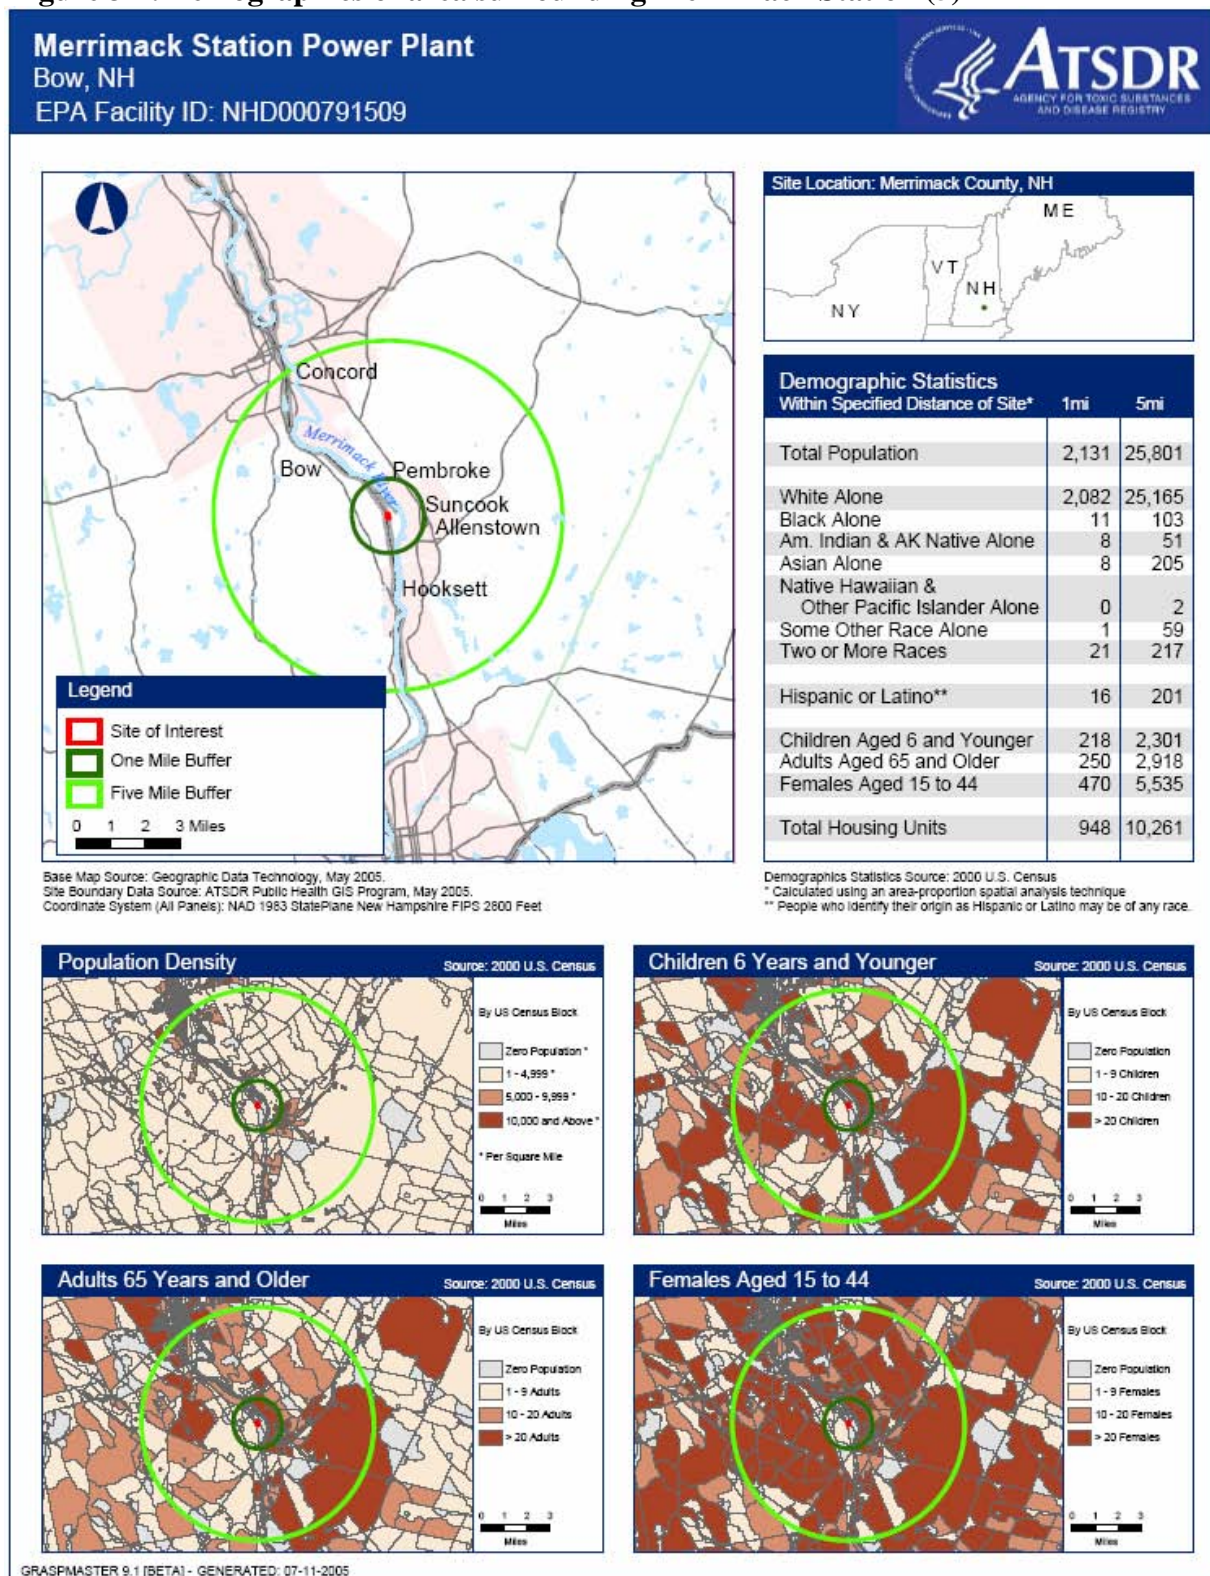 Merrimack Station Power Plant
Bow, NH
EPA Facility ID: NHD000791509
ATSDR
AGENCY FOR TOXIC SUBSTANCES
AND DISEASE REGISTRY
Concord
Merrimack River
Bow
Pembroke
Suncook
Allenstown
Hooksett
Legend
Site of Interest
One Mile Buffer
Five Mile Buffer
0 1 2 3 Miles
Base Map Source: Geographic Data Technology, May 2005.
Site Boundary Data Source: ATSDR Public Health GIS Program, May 2005.
Coordinate System (All Panels): NAD 1983 StatePlane New Hampshire FIPS 2800 Feet
Site Location: Merrimack County, NH
ME
VT
NH
NY
Demographic Statistics
Within Specified Distance of Site* 1mi 5mi
Total Population 2,131 25,801
White Alone 2,082 25,165
Black Alone 11 103
Am. Indian & AK Native Alone 8 51
Asian Alone 8 205
Native Hawaiian &
Other Pacific Islander Alone 0 2
Some Other Race Alone 1 59
Two or More Races 21 217
Hispanic or Latino** 16 201
Children Aged 6 and Younger 218 2,301
Adults Aged 65 and Older 250 2,918
Females Aged 15 to 44 470 5,535
Total Housing Units 948 10,261
Demographics Statistics Source: 2000 U.S. Census
* Calculated using an area-proportion spatial analysis technique
** People who identify their origin as Hispanic or Latino may be of any race.
Population Density Source: 2000 U.S. Census
By US Census Block
Zero Population *
1 - 4,999 *
5,000 - 9,999 *
10,000 and Above *
* Per Square Mile
0 1 2 3
Miles
Children 6 Years and Younger Source: 2000 U.S. Census
By US Census Block
Zero Population
1 - 9 Children
10 - 20 Children
> 20 Children
0 1 2 3
Miles
Adults 65 Years and Older Source: 2000 U.S. Census
By US Census Block
Zero Population
1 - 9 Adults
10 - 20 Adults
> 20 Adults
0 1 2 3
Miles
Females Aged 15 to 44 Source: 2000 U.S. Census
By US Census Block
Zero Population
1 - 9 Females
10 - 20 Females
> 20 Females
0 1 2 3
Miles
GRASPMASTER 9.1 [BETA] - GENERATED: 07-11-2005